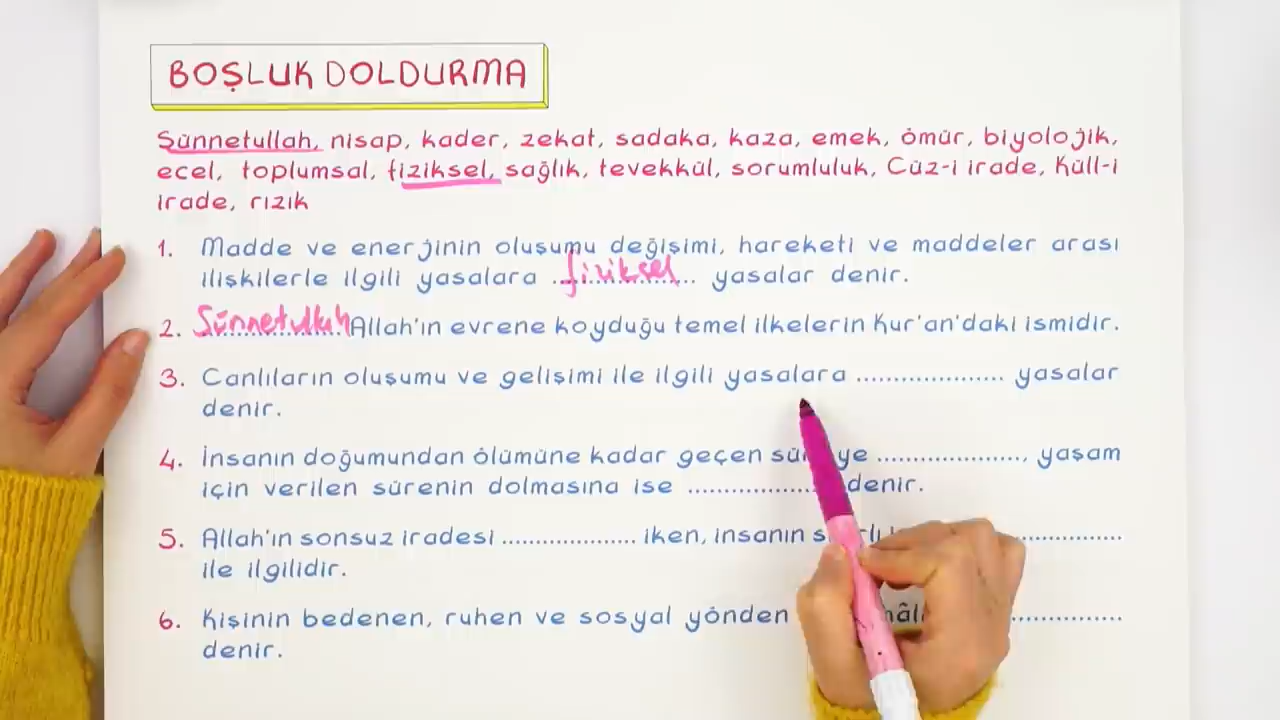 BOŞLUK DOLDURMA
Sünnetullah, nisap, kader, zekat, sadaka, kaza, emek, ömür, biyolojik,
ecel, toplumsal, fiziksel, sağlık, tevekkül, sorumluluk, Cüz-i irade, Küll-i
irade, rızık
1. Madde ve enerjinin oluşumu değişimi, hareketi ve maddeler arası
ilişkilerle ilgili yasalara fiziksel yasalar denir.
2. Sünnetullah Allah'ın evrene koyduğu temel ilkelerin Kur'an'daki ismidir.
3. Canlıların oluşumu ve gelişimi ile ilgili yasalara .................... yasalar
denir.
4. İnsanın doğumundan ölümüne kadar geçen ...................., yaşam
için verilen sürenin dolmasına ise ................. denir.
5. Allah'ın sonsuz iradesi .................. iken, insanın ..............
ile ilgilidir.
6. Kişinin bedenen, ruhen ve sosyal yönden ...............
denir.